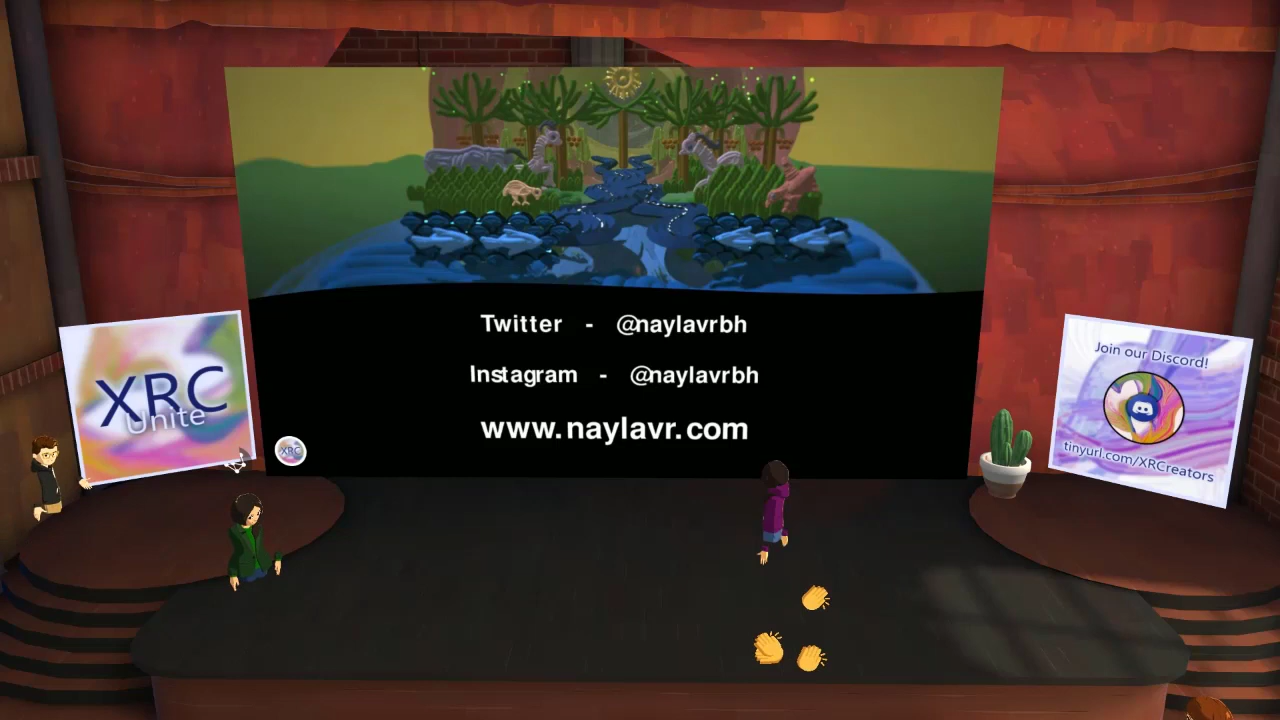 Twitter - @naylavrbh
Instagram - @naylavrbh
www.naylavr.com
XRC
XRC
Unite
Join our Discord!
tinyurl.com/XRCreators